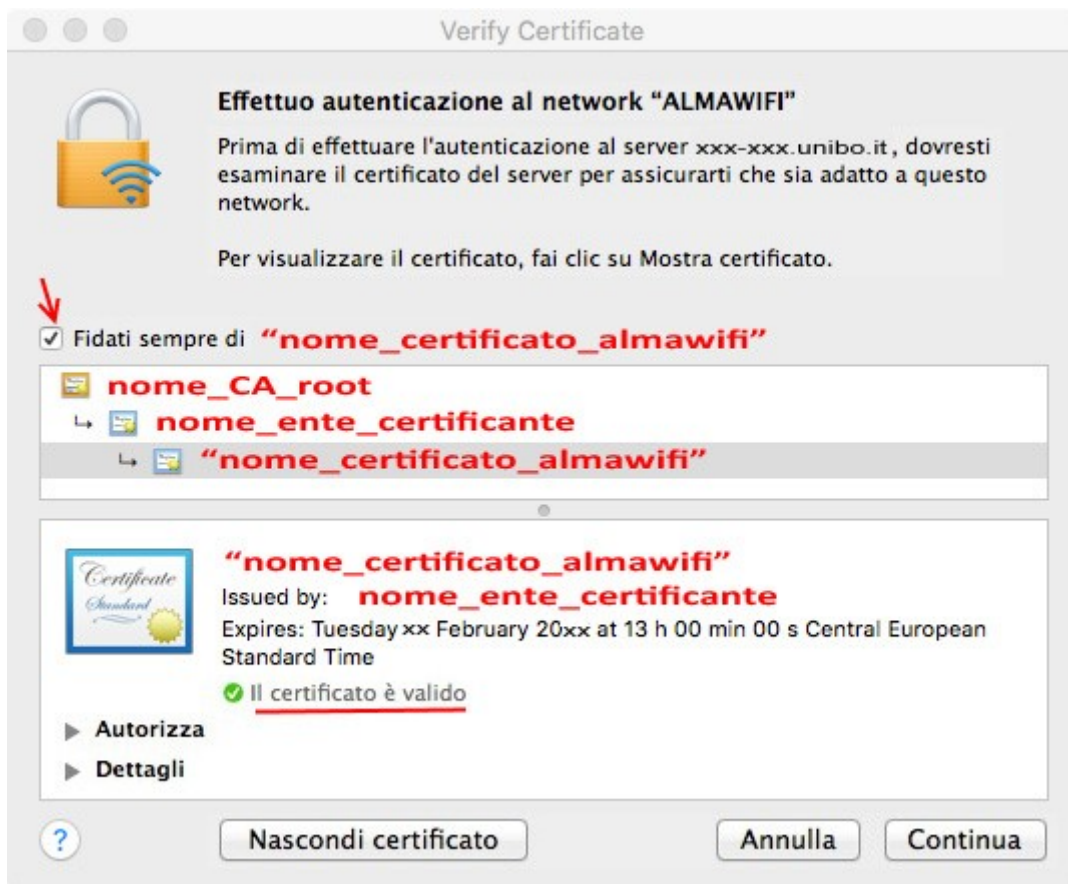 Verify Certificate
Effettuo autenticazione al network “ALMAWIFI”
Prima di effettuare l'autenticazione al server xxx-xxx.unibo.it, dovresti
esaminare il certificato del server per assicurarti che sia adatto a questo
network.
Per visualizzare il certificato, fai clic su Mostra certificato.
Fidati sempre di “nome_certificato_almawifi”
nome_CA_root
nome_ente_certificante
“nome_certificato_almawifi”
Certificate
Standard
“nome_certificato_almawifi”
Issued by: nome_ente_certificante
Expires: Tuesday xx February 20xx at 13 h 00 min 00 s Central European
Standard Time
Il certificato è valido
Autorizza
Dettagli
? Nascondi certificato Annulla Continua